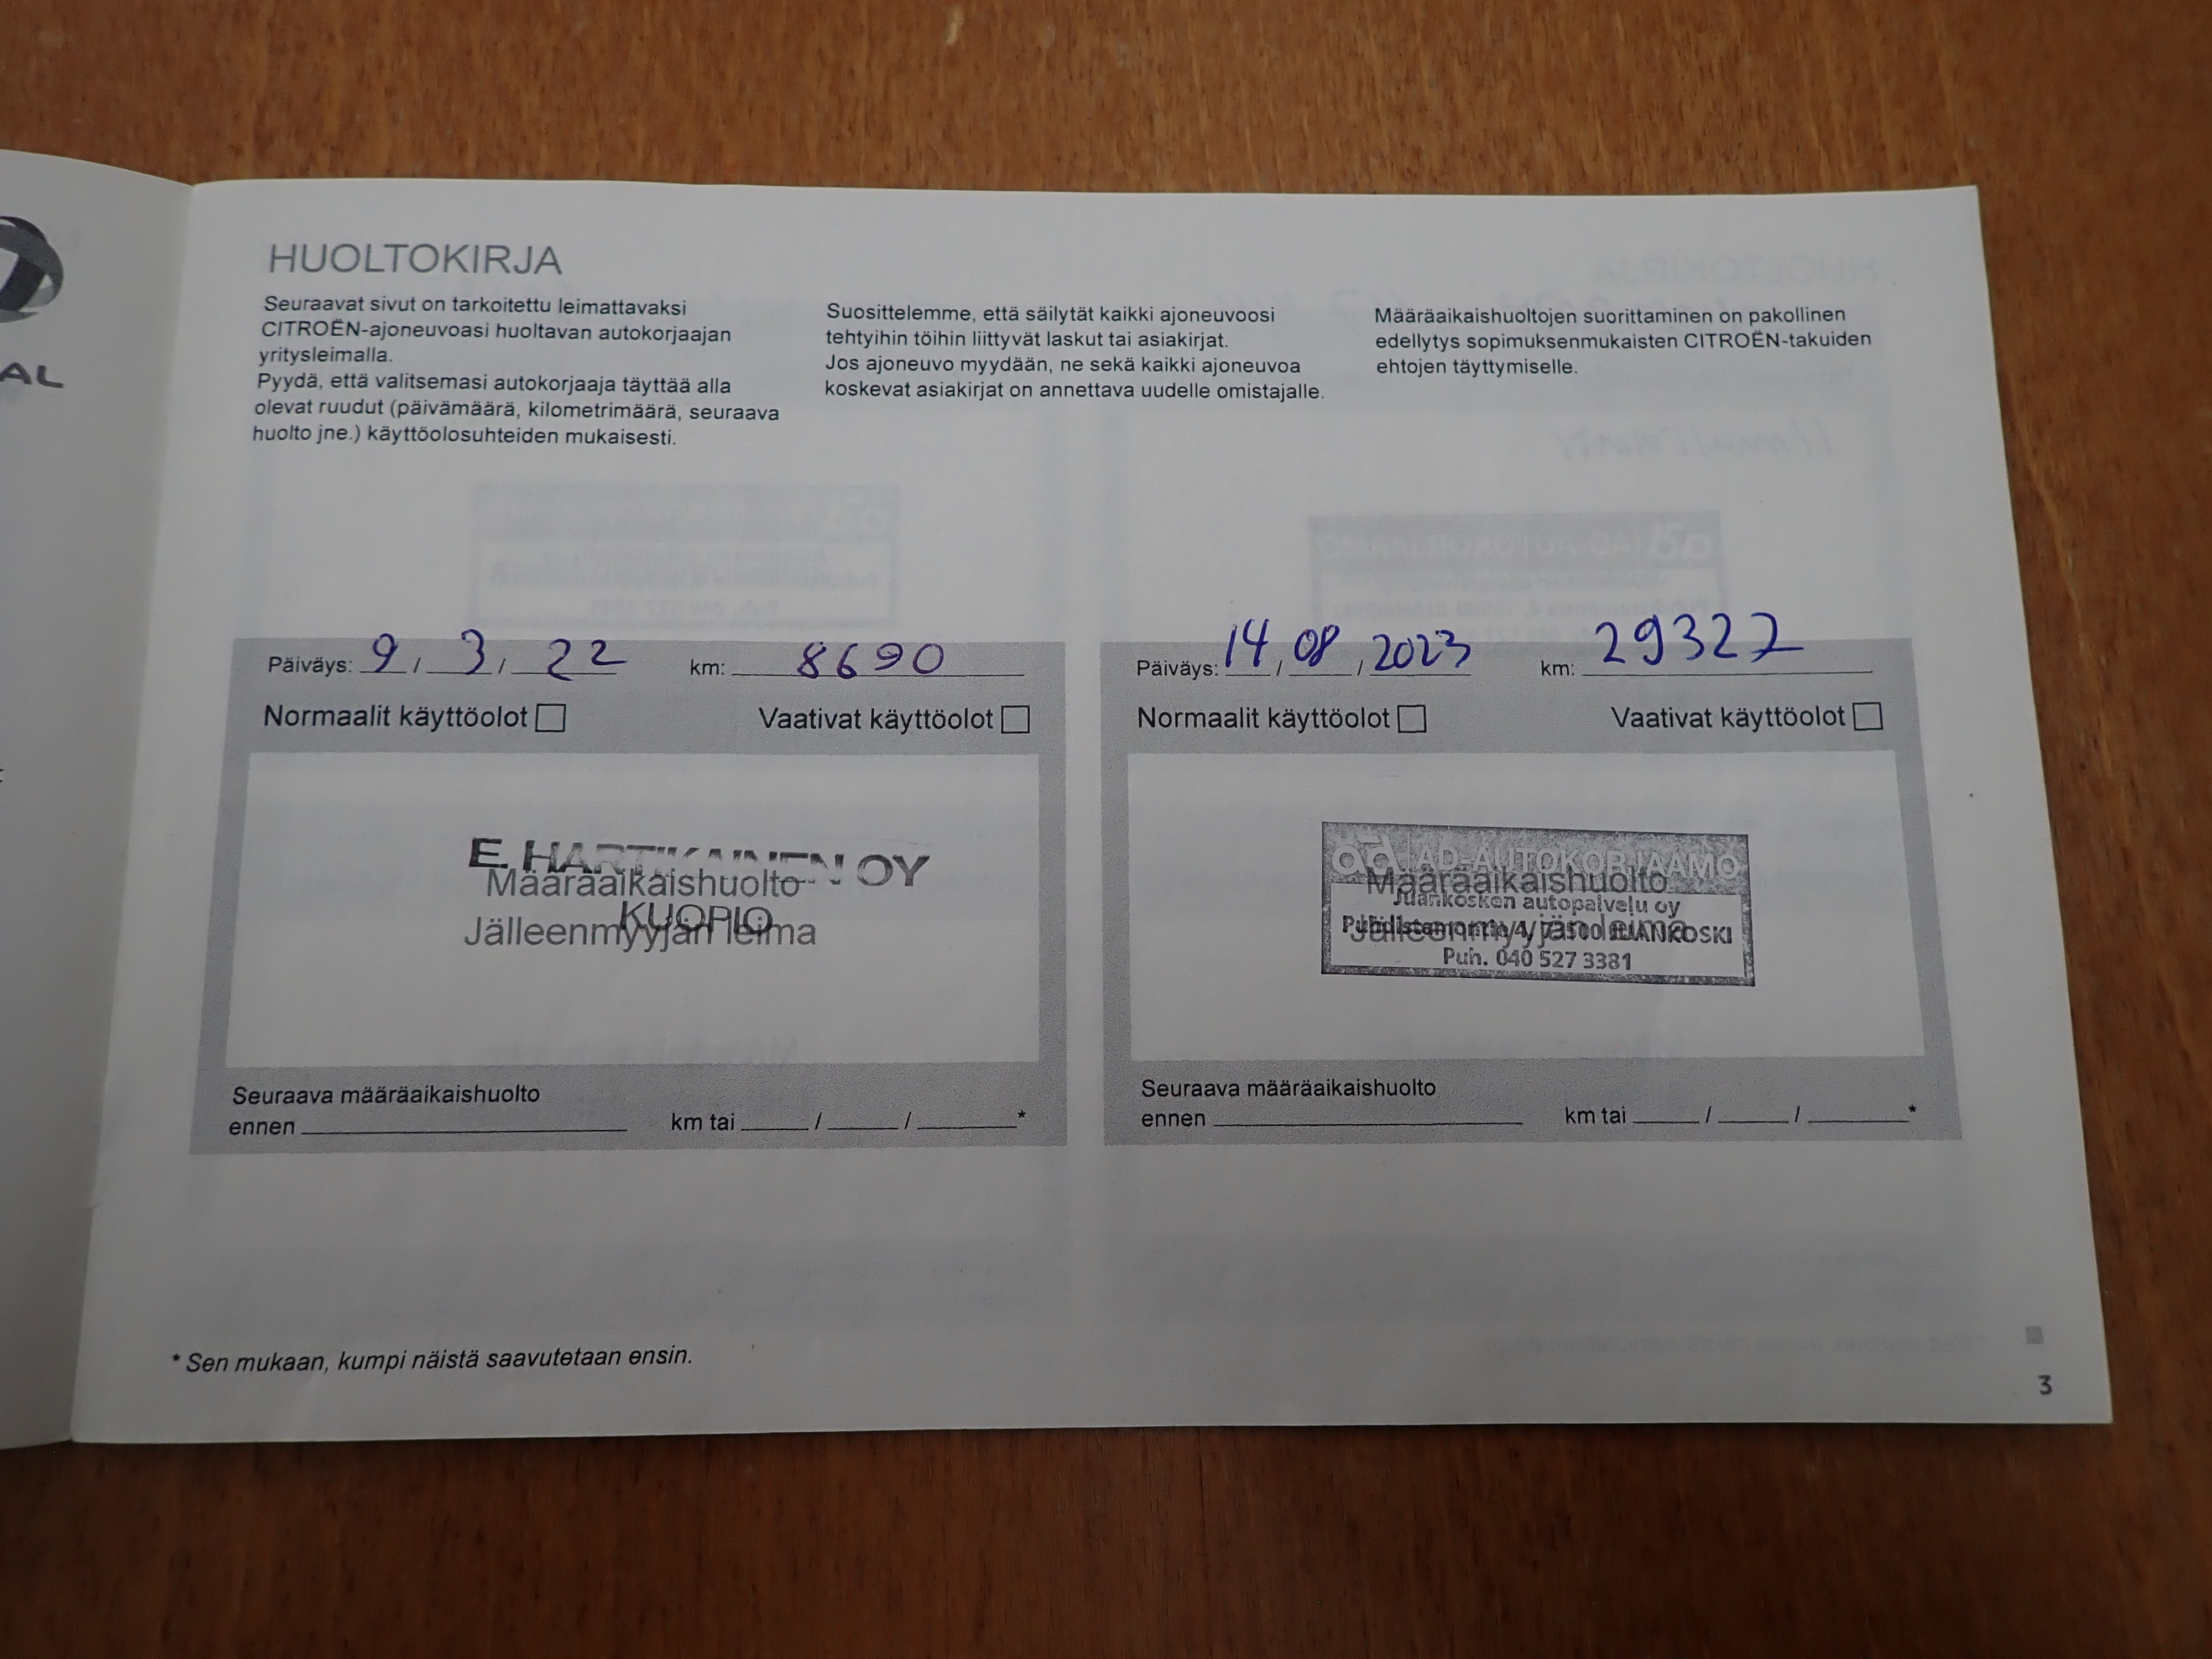 AL
HUOLTOKIRJA
Seuraavat sivut on tarkoitettu leimattavaksi
CITROËN-ajoneuvoasi huoltavan autokorjaajan
yritysleimalla.
Pyydä, että valitsemasi autokorjaaja täyttää alla
olevat ruudut (päivämäärä, kilometrimäärä, seuraava
huolto jne.) käyttöolosuhteiden mukaisesti.
Suosittelemme, että säilytät kaikki ajoneuvoosi
tehtyihin töihin liittyvät laskut tai asiakirjat.
Jos ajoneuvo myydään, ne sekä kaikki ajoneuvoa
koskevat asiakirjat on annettava uudelle omistajalle.
Määräaikaishuoltojen suorittaminen on pakollinen
edellytys sopimuksenmukaisten CITROËN-takuiden
ehtojen täyttymiselle.
Päiväys: 9 / 3 / 22 km: 8690
Normaalit käyttöolot Vaativat käyttöolot
E. HARTIKAINEN OY
Määräaikaishuolto
KUOPIO
Jälleenmyyjän leima
Seuraava määräaikaishuolto
ennen km tai / / *
Päiväys: 14 / 08 / 2023 km: 29327
Normaalit käyttöolot Vaativat käyttöolot
ad AD-AUTOKORJAAMO
Määräaikaishuolto
Juankosken autopalvelu oy
Puhdistamontie 4, 73500 JUANKOSKI
Jälleenmyyjän leima
Puh. 040 527 3381
Seuraava määräaikaishuolto
ennen km tai / / *
* Sen mukaan, kumpi näistä saavutetaan ensin.
3